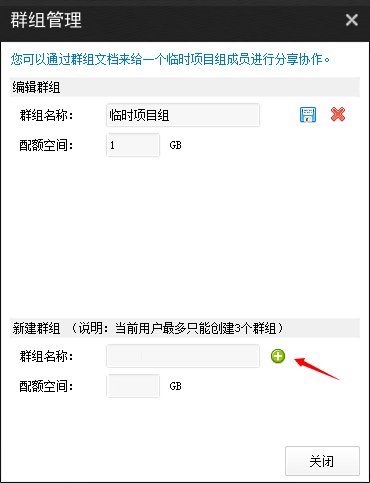 群组管理
您可以通过群组文档来给一个临时项目组成员进行分享协作。
编辑群组
群组名称： 临时项目组
配额空间： 1 GB
新建群组 （说明：当前用户最多只能创建3个群组）
群组名称：
配额空间： GB
关闭